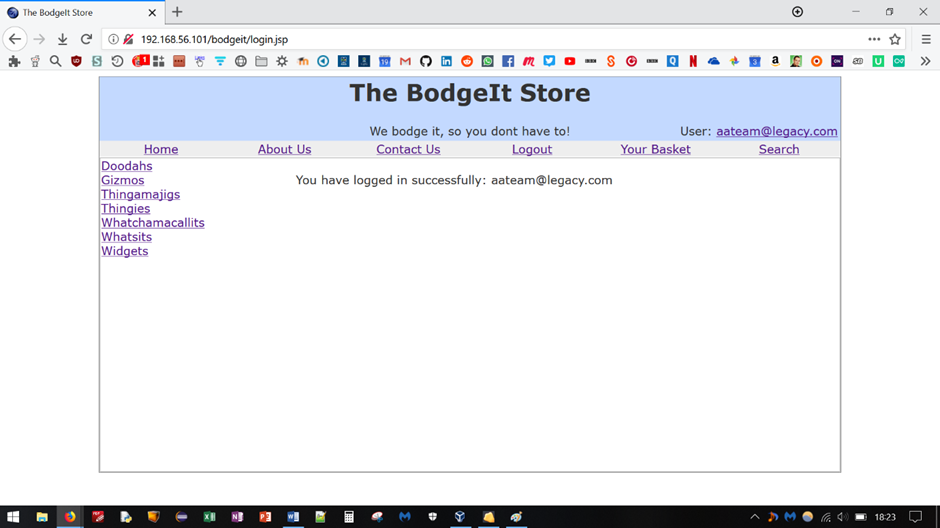 The BodgeIt Store
192.168.56.101/bodgeit/login.jsp
The BodgeIt Store
We bodge it, so you dont have to!
User: aateam@legacy.com
Home About Us Contact Us Logout Your Basket Search
Doodahs
Gizmos
Thingamajigs
Thingies
Whatchamacallits
Whatsits
Widgets
You have logged in successfully: aateam@legacy.com
18:23